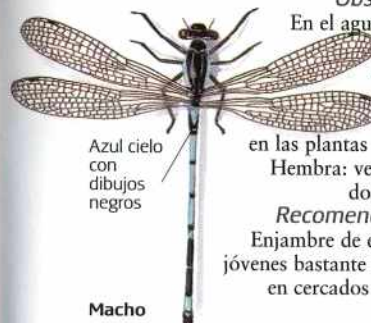 En el agu
Azul cielo
con
dibujos
negros
en las plantas
Hembra: ve
do
Recomen
Enjambre de e
jóvenes bastante
en cercados
Macho